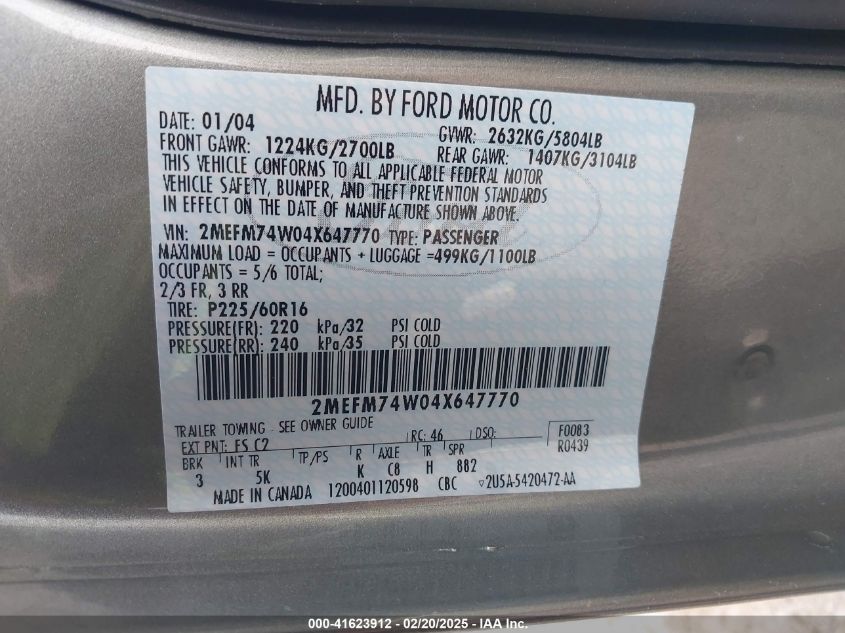 MFD. BY FORD MOTOR CO.
DATE: 01/04 GVWR: 2632KG/5804LB
FRONT GAWR: 1224KG/2700LB REAR GAWR: 1407KG/3104LB
THIS VEHICLE CONFORMS TO ALL APPLICABLE FEDERAL MOTOR
VEHICLE SAFETY, BUMPER, AND THEFT PREVENTION STANDARDS
IN EFFECT ON THE DATE OF MANUFACTURE SHOWN ABOVE.
VIN: 2MEFM74W04X647770 TYPE: PASSENGER
MAXIMUM LOAD = OCCUPANTS + LUGGAGE =499KG/1100LB
OCCUPANTS = 5/6 TOTAL;
2/3 FR, 3 RR
TIRE: P225/60R16
PRESSURE(FR): 220 kPa/32 PSI COLD
PRESSURE(RR): 240 kPa/35 PSI COLD
2MEFM74W04X647770
TRAILER TOWING - SEE OWNER GUIDE
EXT PNT: FS C2 RC: 46 DSO: F0083
R0439
BRK INT TR TP/PS R AXLE TR SPR
3 5K K C8 H 882
MADE IN CANADA 1200401120598 CBC 2U5A-5420472-AA
000-41623912 - 02/20/2025 - IAA Inc.